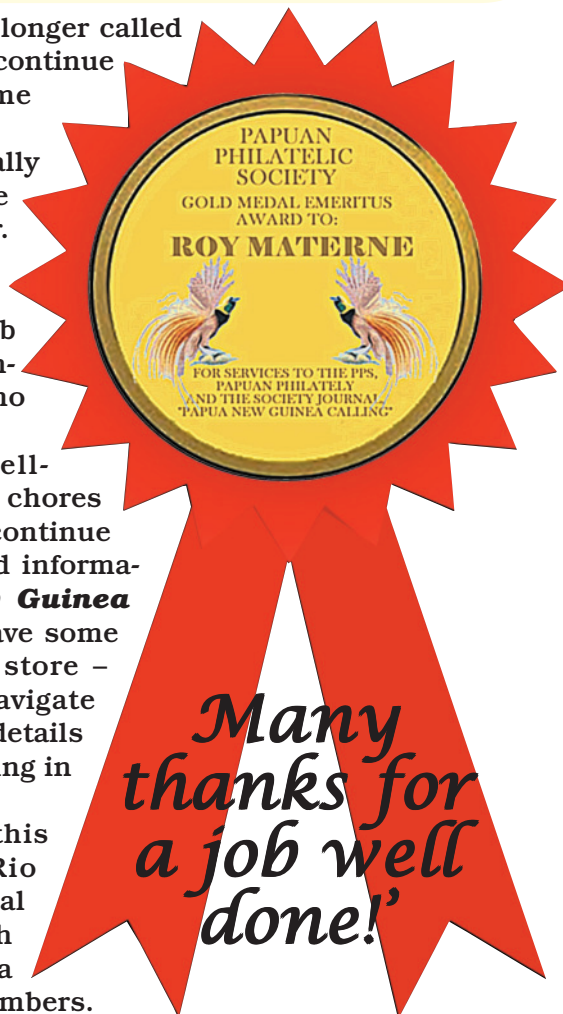 longer called
continue
me
ally
e
r.
b
n-
no
ell-
chores
continue
d informa-
Guinea
ave some
store –
avigate
details
ng in
this
Rio
al
h
a
mbers.
PAPUAN
PHILATELIC
SOCIETY
GOLD MEDAL EMERITUS
AWARD TO:
ROY MATERNE
FOR SERVICES TO THE PPS,
PAPUAN PHILATELY
AND THE SOCIETY JOURNAL,
"PAPUA NEW GUINEA CALLING"
Many
thanks for
a job well
done!’